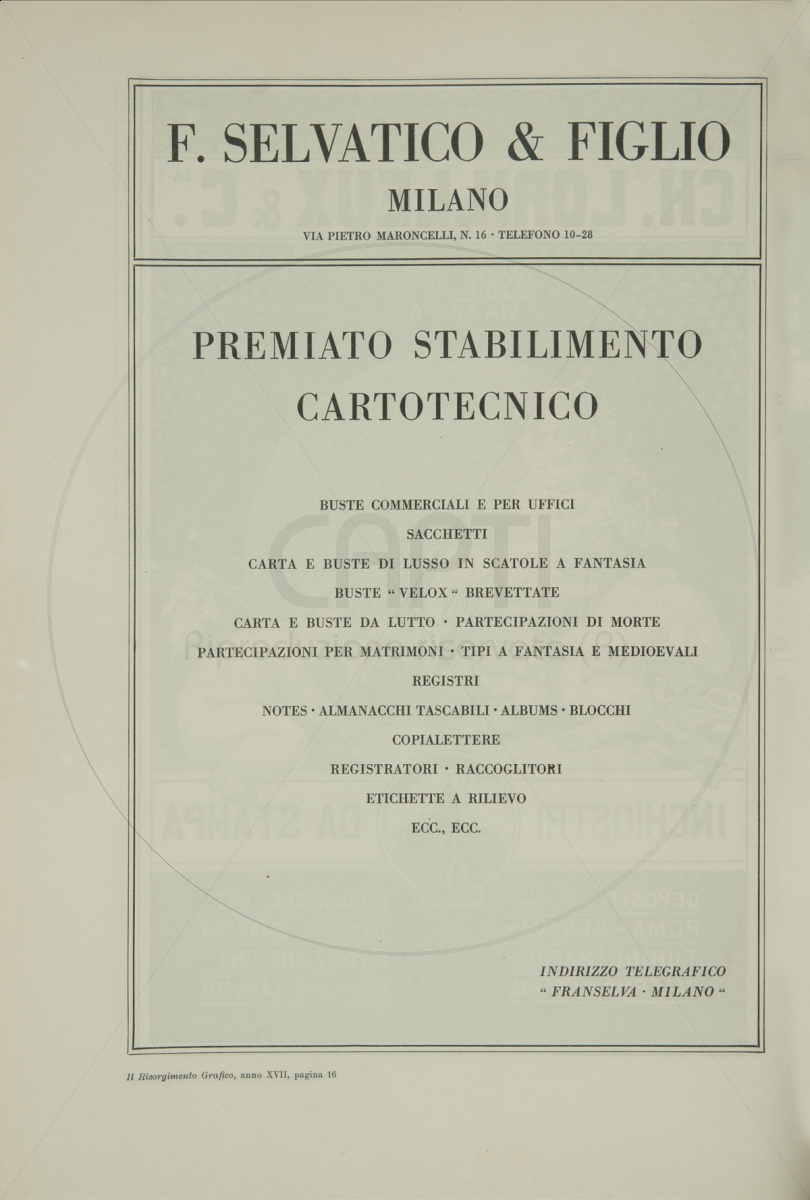 F. SELVATICO & FIGLIO
MILANO
VIA PIETRO MARONCELLI, N. 16 · TELEFONO 10-28
PREMIATO STABILIMENTO
CARTOTECNICO
BUSTE COMMERCIALI E PER UFFICI
SACCHETTI
CARTA E BUSTE DI LUSSO IN SCATOLE A FANTASIA
BUSTE “ VELOX “ BREVETTATE
CARTA E BUSTE DA LUTTO · PARTECIPAZIONI DI MORTE
PARTECIPAZIONI PER MATRIMONI · TIPI A FANTASIA E MEDIOEVALI
REGISTRI
NOTES · ALMANACCHI TASCABILI · ALBUMS · BLOCCHI
COPIALETTERE
REGISTRATORI · RACCOGLITORI
ETICHETTE A RILIEVO
ECC., ECC.
INDIRIZZO TELEGRAFICO
“ FRANSELVA · MILANO “
Il Risorgimento Grafico, anno XVII, pagina 16
CAPTI